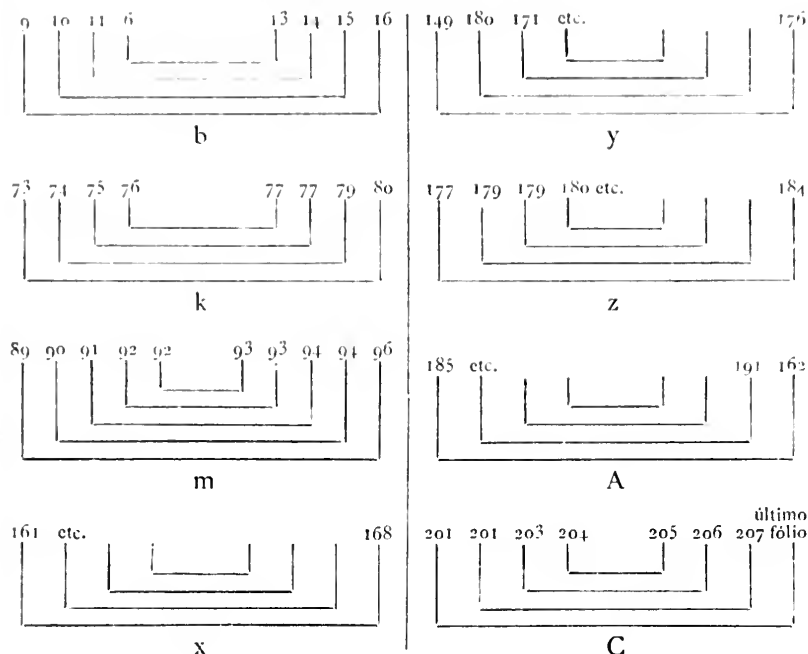 9 10 11 6 13 14 15 16
b
73 74 75 76 77 77 79 80
k
89 90 91 92 92 93 93 94 94 96
m
161 etc. 168
x
149 180 171 etc. 176
y
177 179 179 180 etc. 184
z
185 etc. 191 162
A
último
201 201 203 204 205 206 207 fólio
C